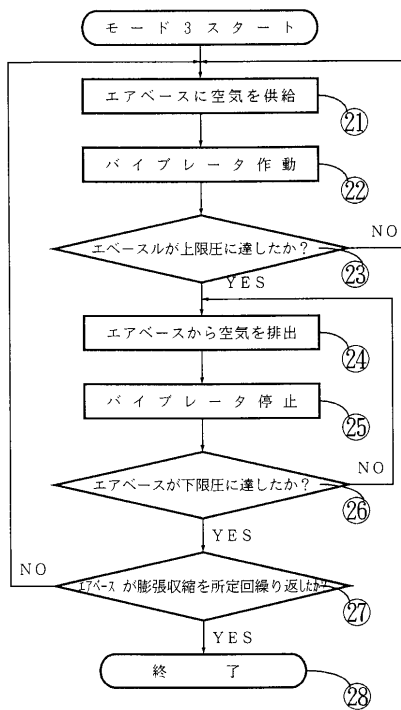 モード3スタート
エアベースに空気を供給
21
バイブレータ作動
22
エベースルが上限圧に達したか?
NO
23
YES
エアベースから空気を排出
24
バイブレータ停止
25
エアベースが下限圧に達したか?
NO
26
YES
NO
エアベースが膨張収縮を所定回繰り返したか?
27
YES
終了
28